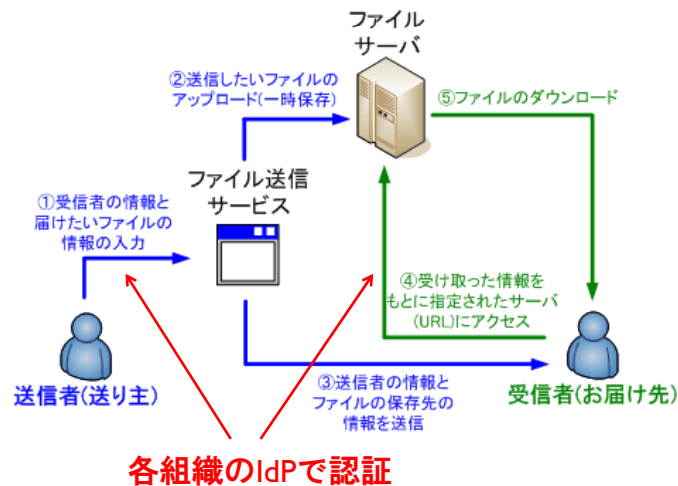 ファイル
サーバ
②送信したいファイルの
アップロード(一時保存)
⑤ファイルのダウンロード
ファイル送信
サービス
①受信者の情報と
届けたいファイルの
情報の入力
④受け取った情報を
もとに指定されたサーバ
(URL)にアクセス
送信者(送り主)
③送信者の情報と
ファイルの保存先の
情報を送信
受信者(お届け先)
各組織のIdPで認証